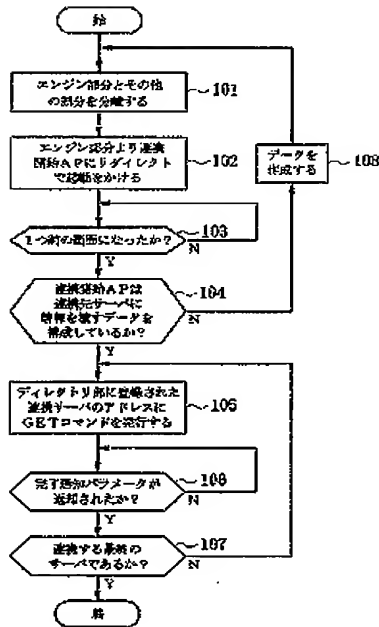 始
エンジン部分とその他
の部分を分離する
101
エンジン部分より連携
開始APにリダイレクト
で起動をかける
102
データを
作成する
108
1つ前の画面になったか?
103
N
Y
連携開始APは
連携元サーバに
情報を渡すデータを
構成しているか?
104
N
Y
ディレクトリ部に登録された
連携サーバのアドレスに
GETコマンドを発行する
105
完了通知パラメータが
返却されたか?
106
N
Y
連携する最終の
サーバであるか?
107
N
Y
終